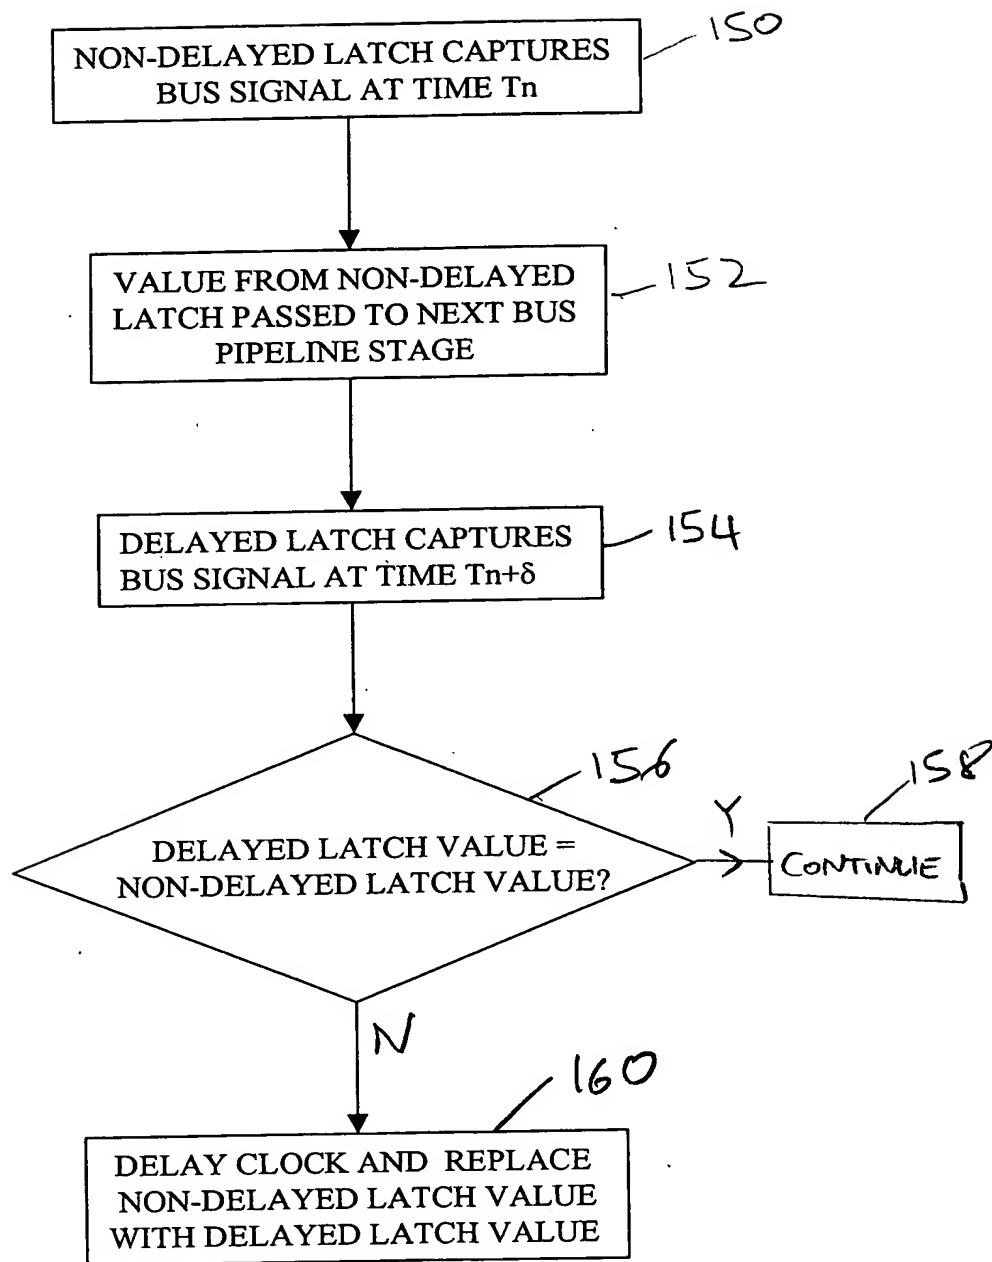 NON-DELAYED LATCH CAPTURES
BUS SIGNAL AT TIME Tn
150
VALUE FROM NON-DELAYED
LATCH PASSED TO NEXT BUS
PIPELINE STAGE
152
DELAYED LATCH CAPTURES
BUS SIGNAL AT TIME Tn+δ
154
156
158
DELAYED LATCH VALUE =
NON-DELAYED LATCH VALUE?
Y
CONTINUE
N
160
DELAY CLOCK AND REPLACE
NON-DELAYED LATCH VALUE
WITH DELAYED LATCH VALUE